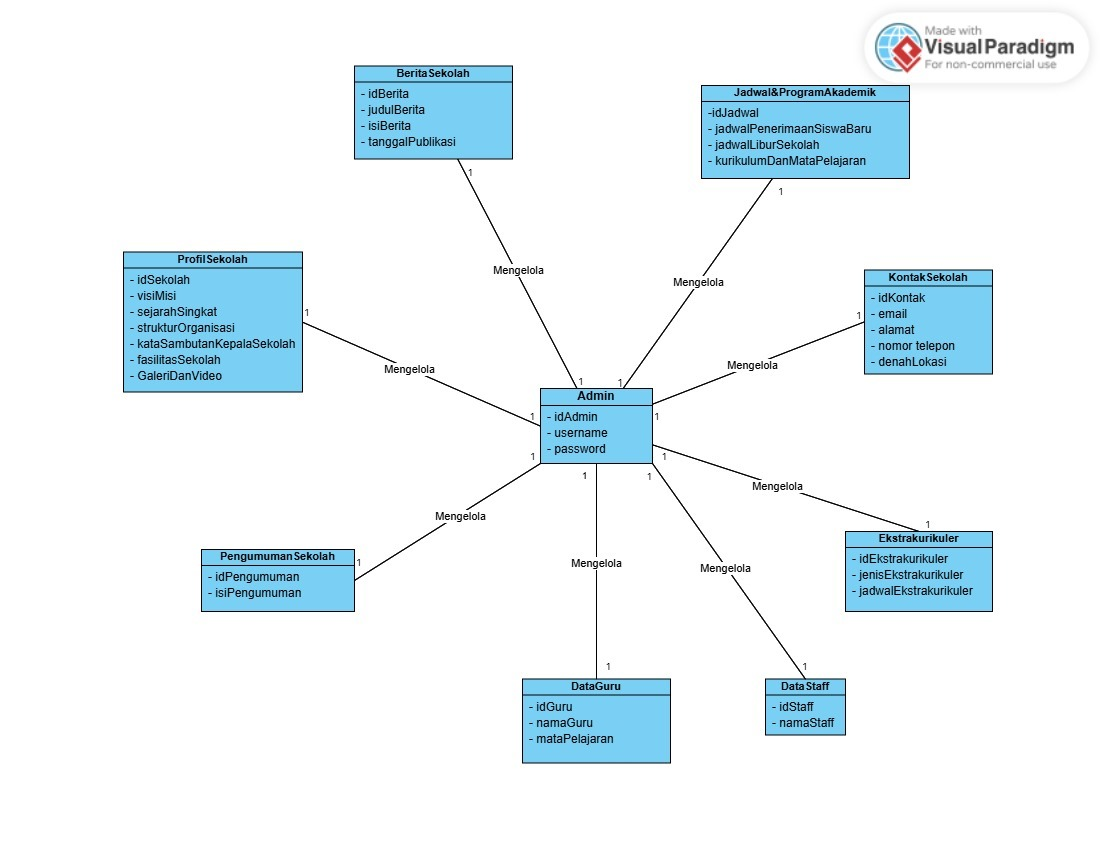 Made with
Visual Paradigm
For non-commercial use
BeritaSekolah
- idBerita
- judulBerita
- isiBerita
- tanggalPublikasi
1
Jadwal&ProgramAkademik
-idJadwal
- jadwalPenerimaanSiswaBaru
- jadwalLiburSekolah
- kurikulumDanMataPelajaran
1
Mengelola
Mengelola
ProfilSekolah
- idSekolah
- visiMisi
- sejarahSingkat
- strukturOrganisasi
- kataSambutanKepalaSekolah
- fasilitasSekolah
- GaleriDanVideo
1
Mengelola
KontakSekolah
- idKontak
- email
- alamat
- nomor telepon
- denahLokasi
1
Mengelola
1
1
1
1
Admin
- idAdmin
- username
- password
1
1
1
1
Mengelola
Mengelola
Mengelola
Mengelola
PengumumanSekolah
- idPengumuman
- isiPengumuman
1
Ekstrakurikuler
- idEkstrakurikuler
- jenisEkstrakurikuler
- jadwalEkstrakurikuler
1
DataGuru
- idGuru
- namaGuru
- mataPelajaran
1
DataStaff
- idStaff
- namaStaff
1